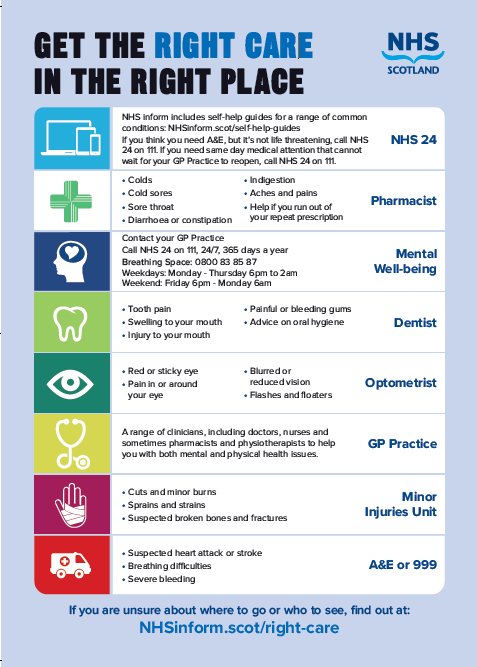 GET THE RIGHT CARE
IN THE RIGHT PLACE
NHS
SCOTLAND
NHS inform includes self-help guides for a range of common
conditions: NHSinform.scot/self-help-guides
If you think you need A&E, but it's not life threatening, call NHS
24 on 111. If you need same day medical attention that cannot
wait for your GP Practice to reopen, call NHS 24 on 111.
NHS 24
• Colds
• Cold sores
• Sore throat
• Diarrhoea or constipation
• Indigestion
• Aches and pains
• Help if you run out of
your repeat prescription
Pharmacist
Contact your GP Practice
Call NHS 24 on 111, 24/7, 365 days a year
Breathing Space: 0800 83 85 87
Weekdays: Monday - Thursday 6pm to 2am
Weekend: Friday 6pm - Monday 6am
Mental
Well-being
• Tooth pain
• Swelling to your mouth
• Injury to your mouth
• Painful or bleeding gums
• Advice on oral hygiene
Dentist
• Red or sticky eye
• Pain in or around
your eye
• Blurred or
reduced vision
• Flashes and floaters
Optometrist
A range of clinicians, including doctors, nurses and
sometimes pharmacists and physiotherapists to help
you with both mental and physical health issues.
GP Practice
• Cuts and minor burns
• Sprains and strains
• Suspected broken bones and fractures
Minor
Injuries Unit
• Suspected heart attack or stroke
• Breathing difficulties
• Severe bleeding
A&E or 999
If you are unsure about where to go or who to see, find out at:
NHSinform.scot/right-care